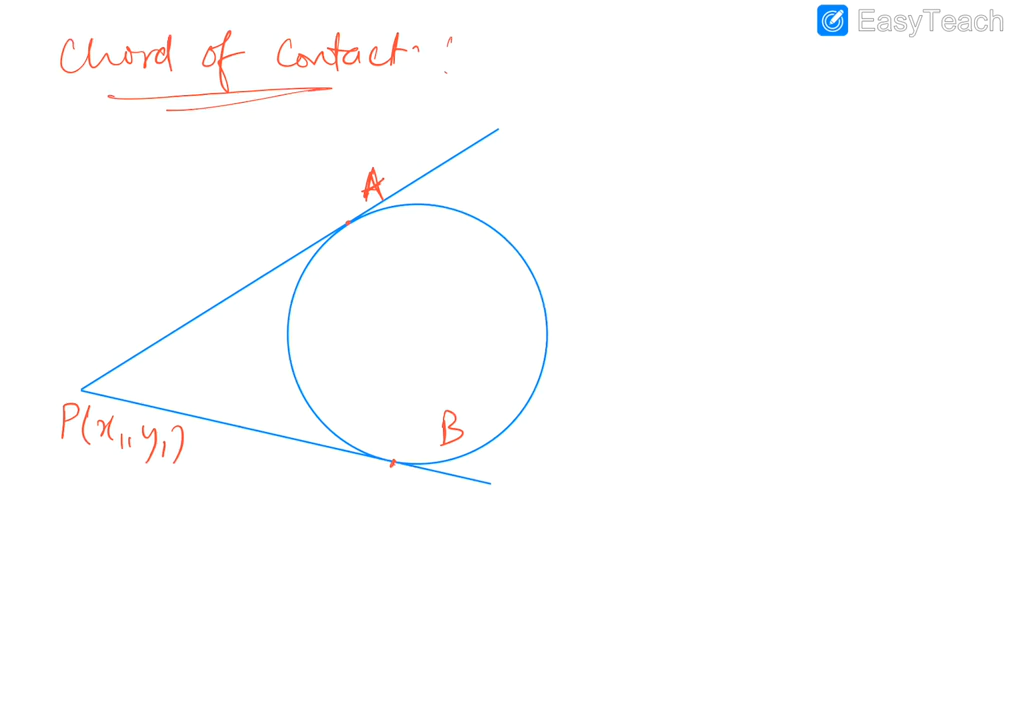 EasyTeach
Chord of Contact :
A
P(x₁, y₁)
B